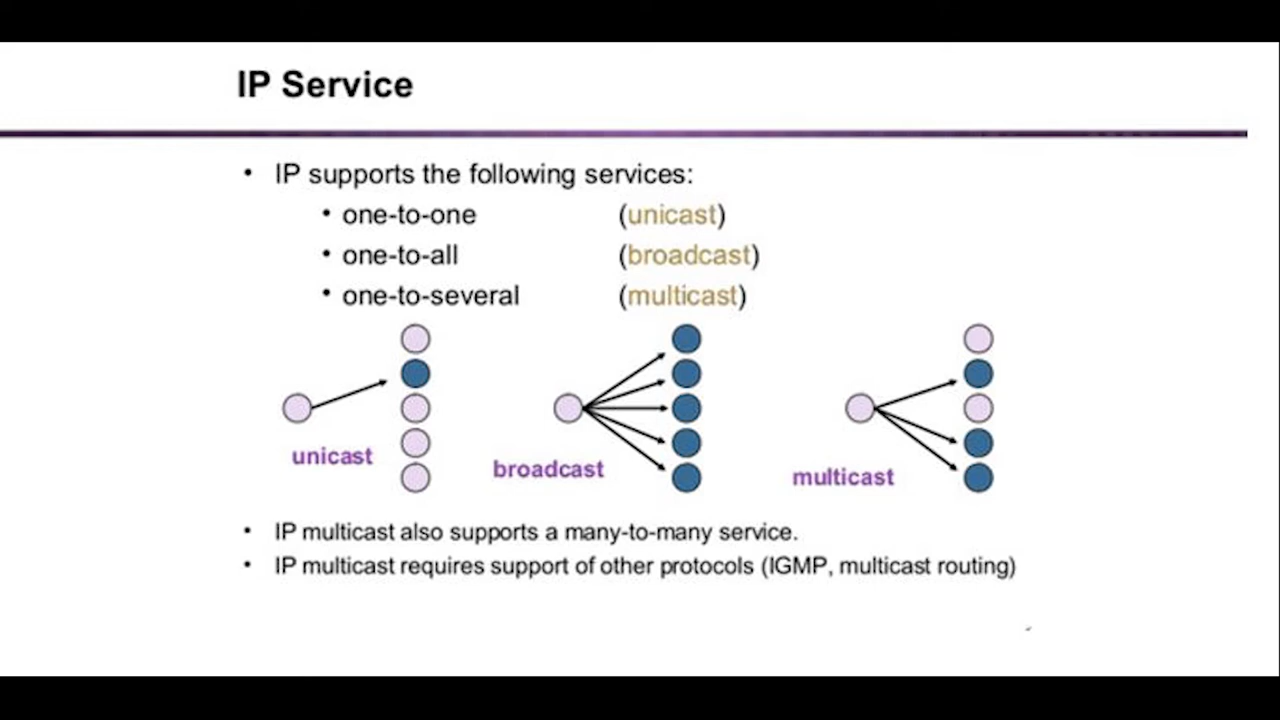 IP Service
• IP supports the following services:
• one-to-one (unicast)
• one-to-all (broadcast)
• one-to-several (multicast)
unicast
broadcast
multicast
• IP multicast also supports a many-to-many service.
• IP multicast requires support of other protocols (IGMP, multicast routing)